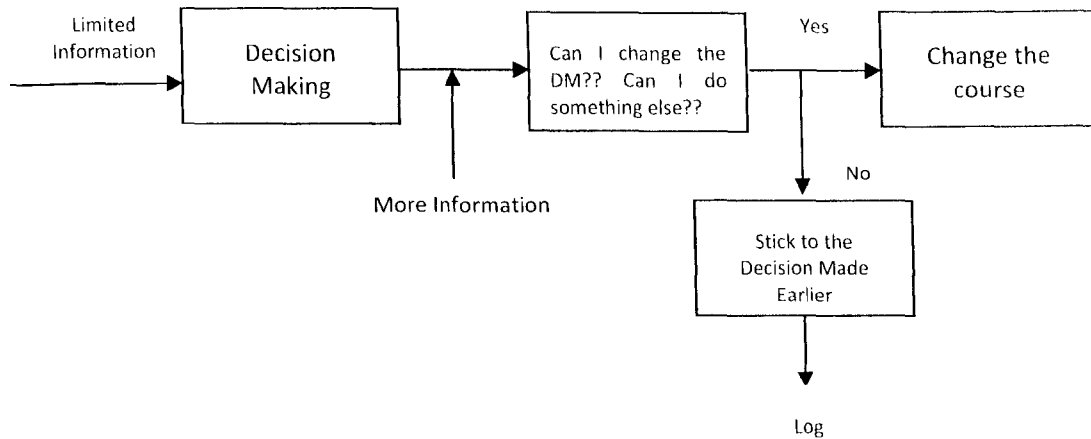 Limited
Information
Decision
Making
More Information
Can I change the
DM?? Can I do
something else??
Yes
Change the
course
No
Stick to the
Decision Made
Earlier
Log